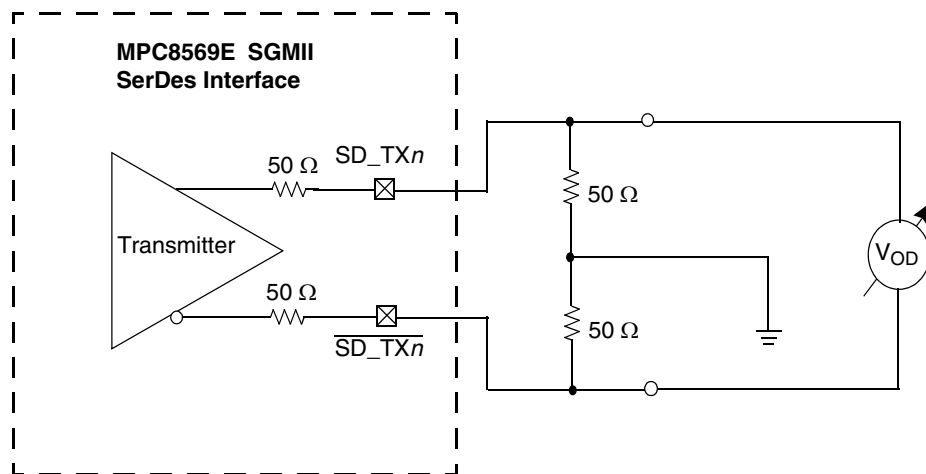 MPC8569E SGMII
SerDes Interface
50 Ω
SD_TXn
50 Ω
Transmitter
VOD
50 Ω
50 Ω
SD_TXn